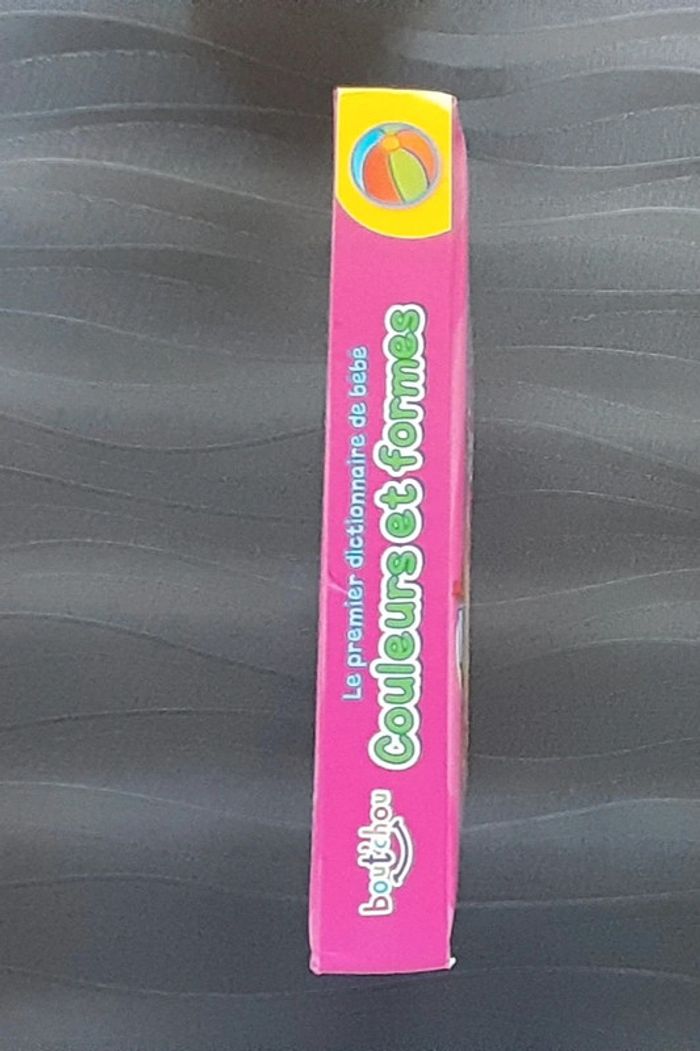 bout'chou
Le premier dictionnaire de bébé
Couleurs et formes